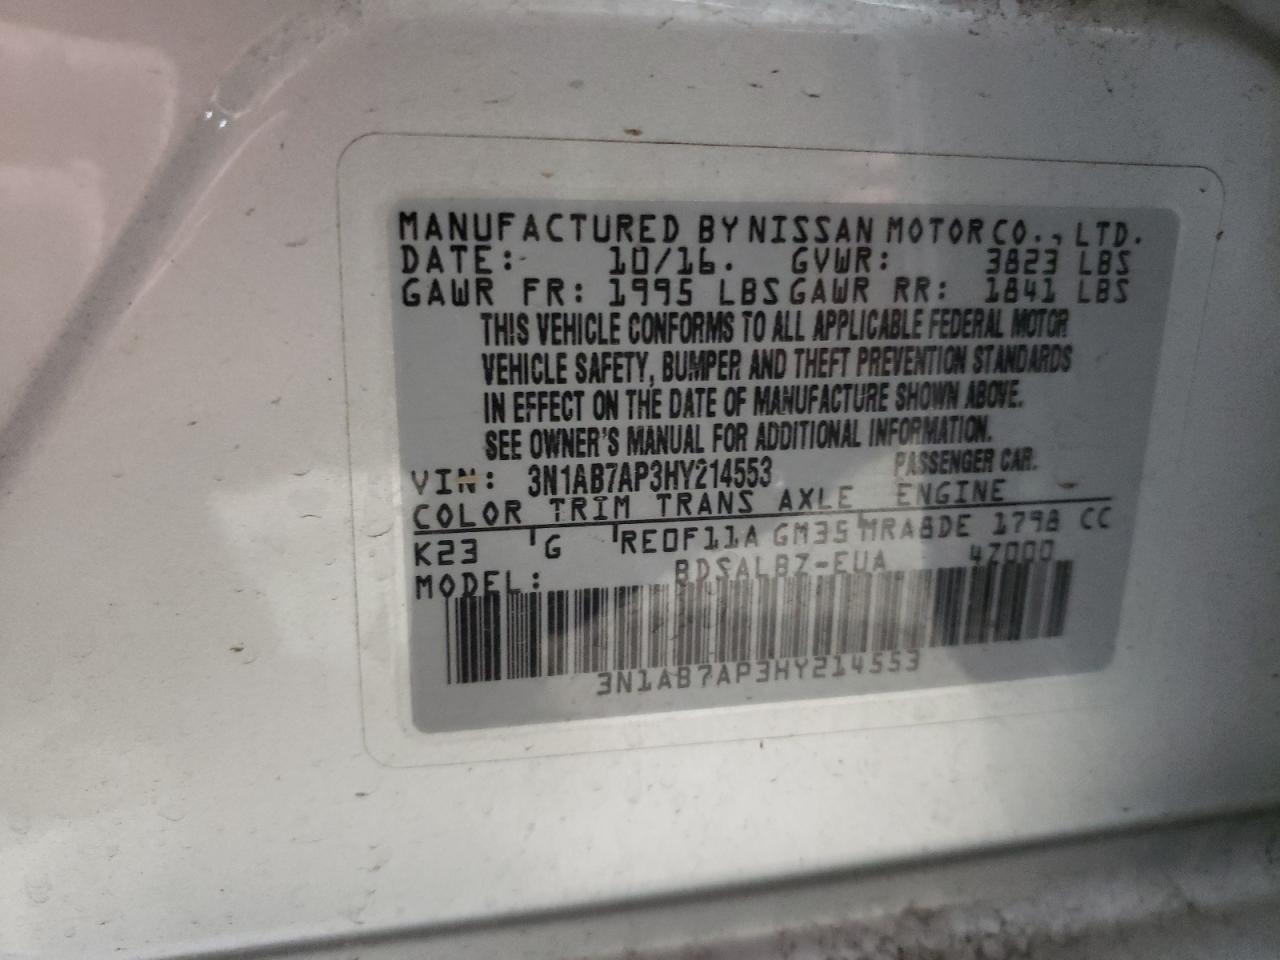 MANUFACTURED BY NISSAN MOTOR CO., LTD.
DATE: 10/16. GVWR: 3823 LBS
GAWR FR: 1995 LBS GAWR RR: 1841 LBS
THIS VEHICLE CONFORMS TO ALL APPLICABLE FEDERAL MOTOR
VEHICLE SAFETY, BUMPER AND THEFT PREVENTION STANDARDS
IN EFFECT ON THE DATE OF MANUFACTURE SHOWN ABOVE.
SEE OWNER'S MANUAL FOR ADDITIONAL INFORMATION.
VIN: 3N1AB7AP3HY214553 PASSENGER CAR.
COLOR TRIM TRANS AXLE ENGINE
K23 G RE0F11A GM35 MRA8DE 1798 CC
MODEL: BDSALBZ-EUA 4Z000
3N1AB7AP3HY214553